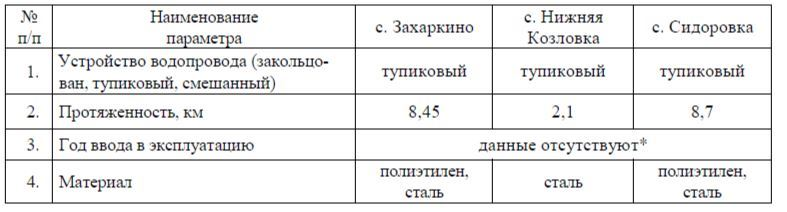 № п/п Наименование параметра с. Захаркино с. Нижняя Козловка с. Сидоровка
1. Устройство водопровода (закольцо-
ван, тупиковый, смешанный) тупиковый тупиковый тупиковый
2. Протяженность, км 8,45 2,1 8,7
3. Год ввода в эксплуатацию данные отсутствуют*
4. Материал полиэтилен, сталь сталь полиэтилен, сталь